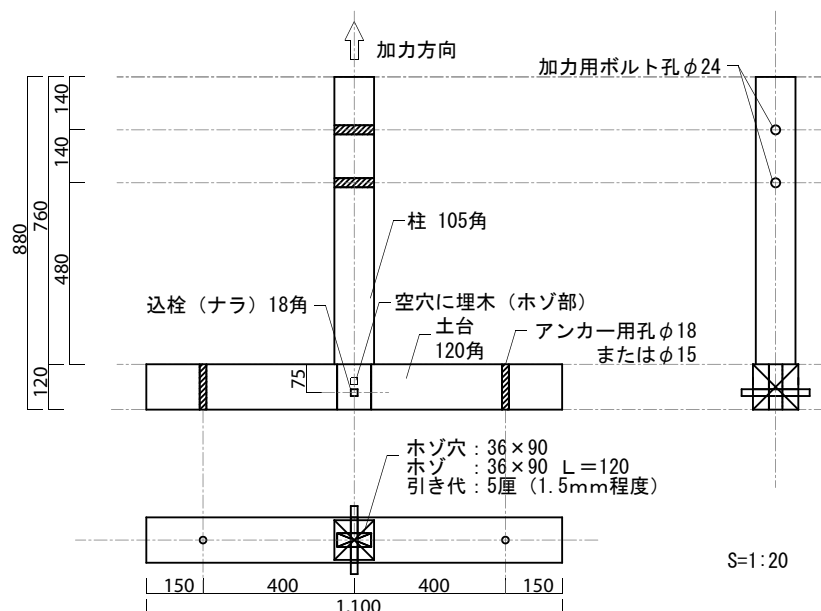 加力方向
加力用ボルト孔φ24
140
140
760
880
480
120
柱 105角
込栓（ナラ）18角
空穴に埋木（ホゾ部）
土台
120角
アンカー用孔φ18
またはφ15
75
ホゾ穴：36×90
ホゾ　：36×90 L＝120
引き代：5厘（1.5mm程度）
S=1:20
150
400
400
150
1,100